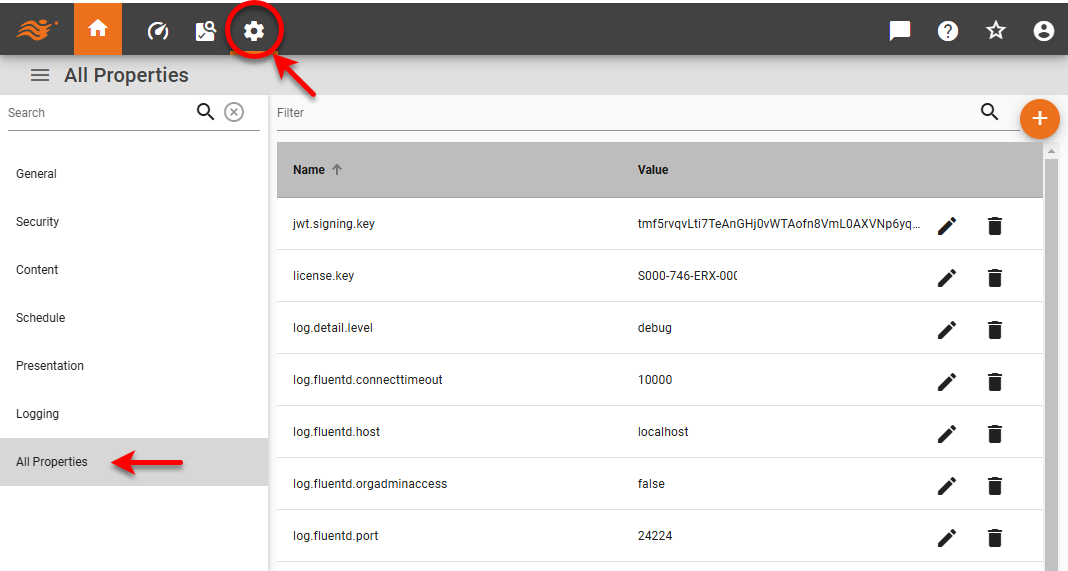 All Properties
Search
Filter
General
Security
Content
Schedule
Presentation
Logging
All Properties
Name Value
jwt.signing.key tmf5rvqvLti7TeAnGHj0vWTAofn8VmL0AXVNp6yq...
license.key S000-746-ERX-000
log.detail.level debug
log.fluentd.connecttimeout 10000
log.fluentd.host localhost
log.fluentd.orgadminaccess false
log.fluentd.port 24224